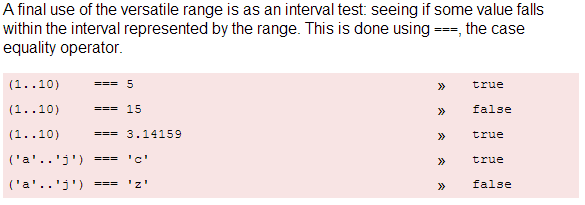 A final use of the versatile range is as an interval test: seeing if some value falls
within the interval represented by the range. This is done using ===, the case
equality operator.
(1..10)    === 5    »    true
(1..10)    === 15    »    false
(1..10)    === 3.14159    »    true
('a'..'j') === 'c'    »    true
('a'..'j') === 'z'    »    false